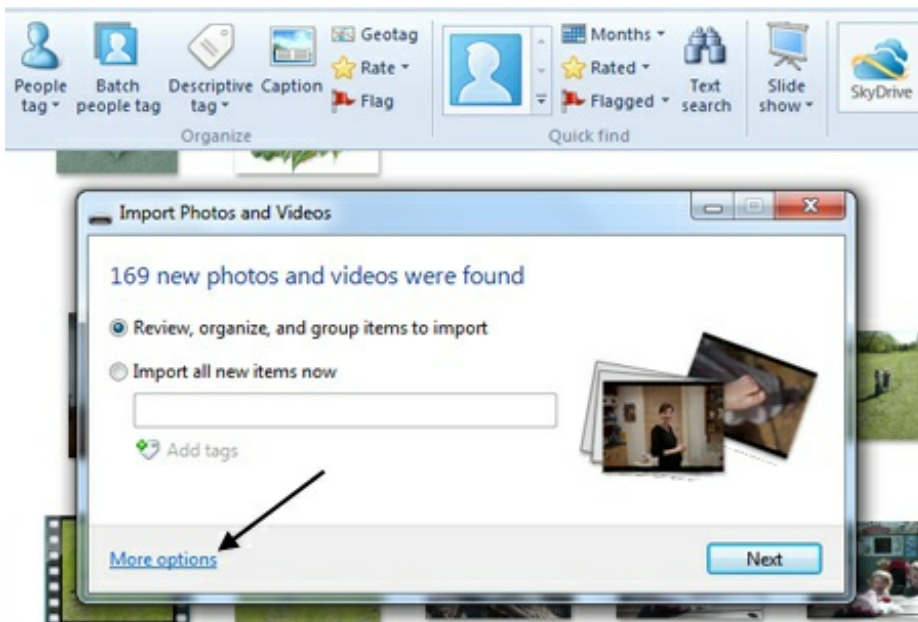 Geotag
Rate
Flag
People tag
Batch people tag
Descriptive tag
Caption
Organize
Months
Rated
Flagged
Text search
Quick find
Slide show
SkyDrive
Import Photos and Videos
169 new photos and videos were found
Review, organize, and group items to import
Import all new items now
Add tags
More options
Next